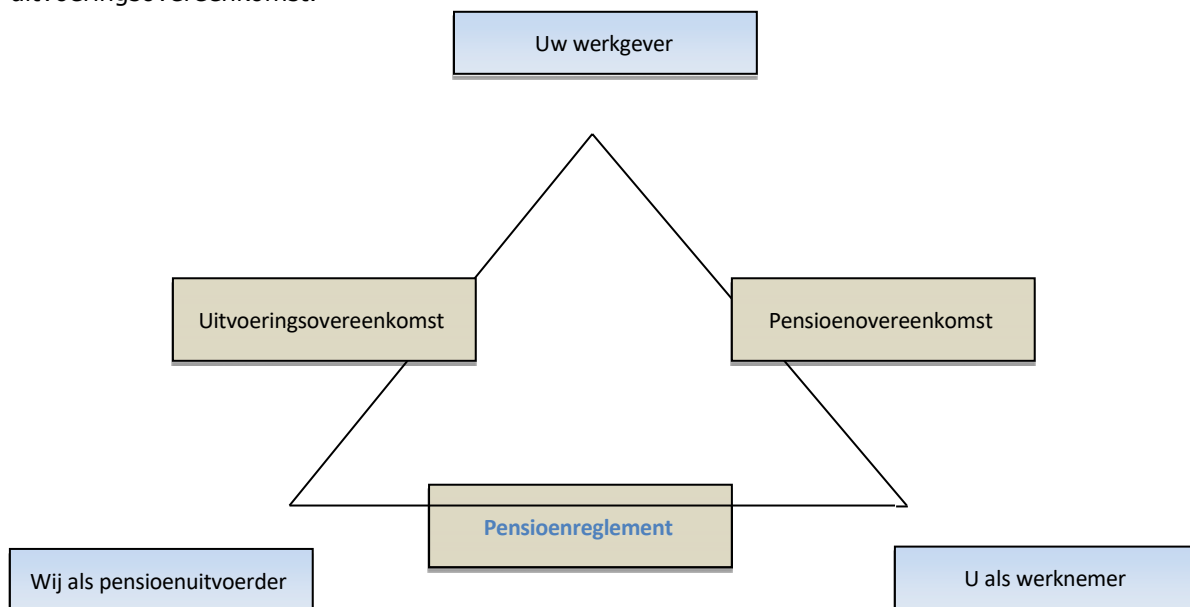 uitvoeringsovereenkomst.
Uw werkgever
Uitvoeringsovereenkomst
Pensioenovereenkomst
Pensioenreglement
Wij als pensioenuitvoerder
U als werknemer